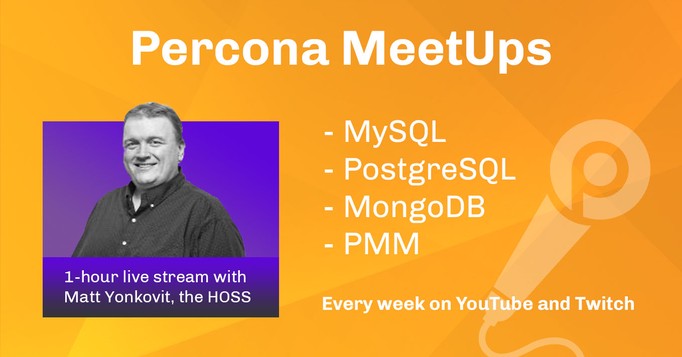 Percona MeetUps
- MySQL
- PostgreSQL
- MongoDB
- PMM
1-hour live stream with
Matt Yonkovit, the HOSS
Every week on YouTube and Twitch